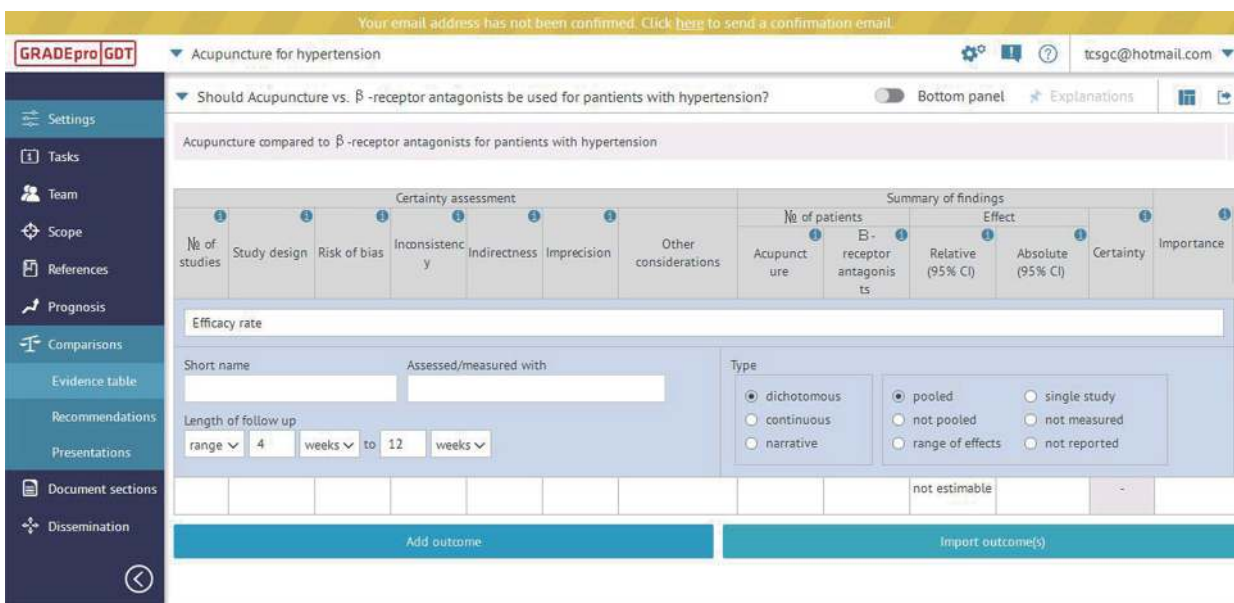 Your email address has not been confirmed. Click here to send a confirmation email.
GRADEpro GDT
Acupuncture for hypertension
tcsgc@hotmail.com
Should Acupuncture vs. β-receptor antagonists be used for pantients with hypertension?
Bottom panel
Explanations
Settings
Tasks
Team
Scope
References
Prognosis
Comparisons
Evidence table
Recommendations
Presentations
Document sections
Dissemination
Acupuncture compared to β-receptor antagonists for pantients with hypertension
Certainty assessment
Summary of findings
№ of patients
Effect
№ of
studies
Study design
Risk of bias
Inconsistenc
y
Indirectness
Imprecision
Other
considerations
Acupunct
ure
Β-
receptor
antagonis
ts
Relative
(95% CI)
Absolute
(95% CI)
Certainty
Importance
Efficacy rate
Short name
Assessed/measured with
Length of follow up
range 4 weeks to 12 weeks
Type
dichotomous
continuous
narrative
pooled
not pooled
range of effects
single study
not measured
not reported
not estimable
-
Add outcome
Import outcome(s)